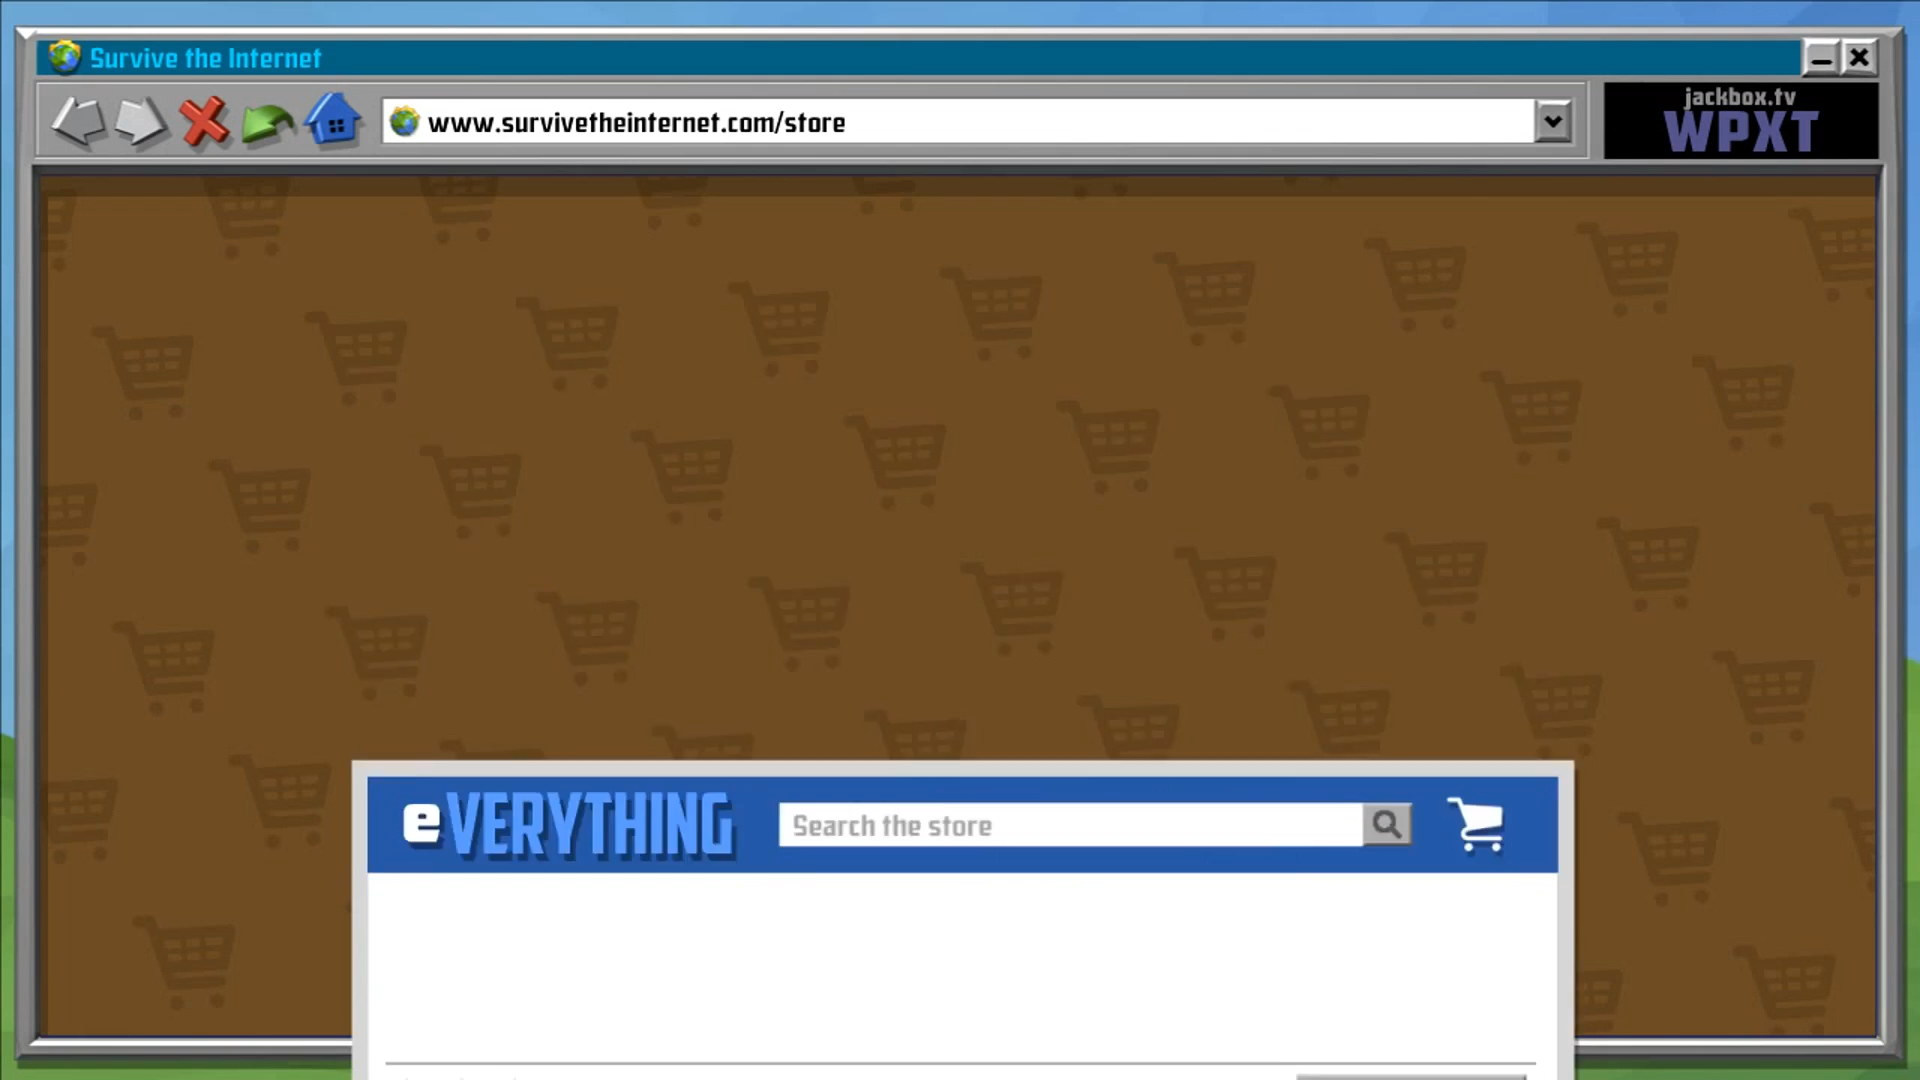 Survive the Internet
www.survivetheinternet.com/store
jackbox.tv
WPXT
eVERYTHING
Search the store